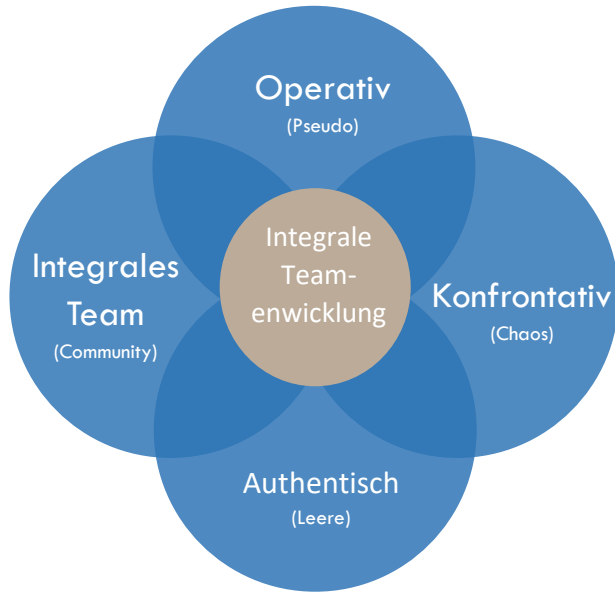 Operativ
(Pseudo)
Integrale
Team-
enwicklung
Integrales
Team
(Community)
Konfrontativ
(Chaos)
Authentisch
(Leere)